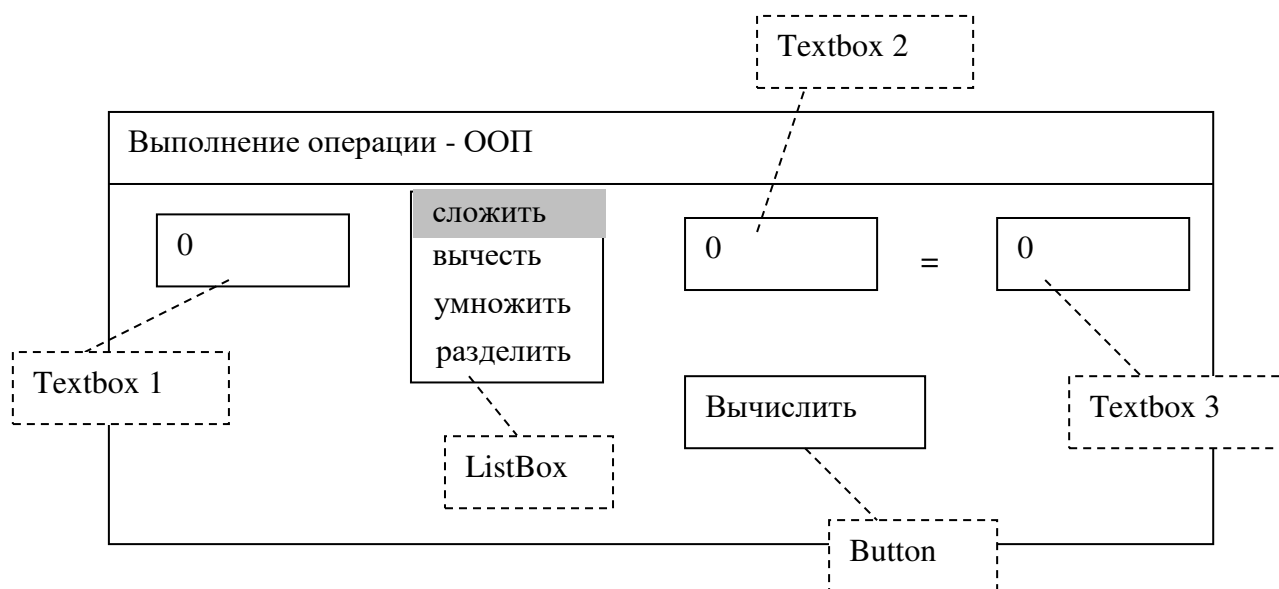 Textbox 2
Выполнение операции - ООП
0
сложить
вычесть
умножить
разделить
0
=
0
Textbox 1
Вычислить
Textbox 3
ListBox
Button